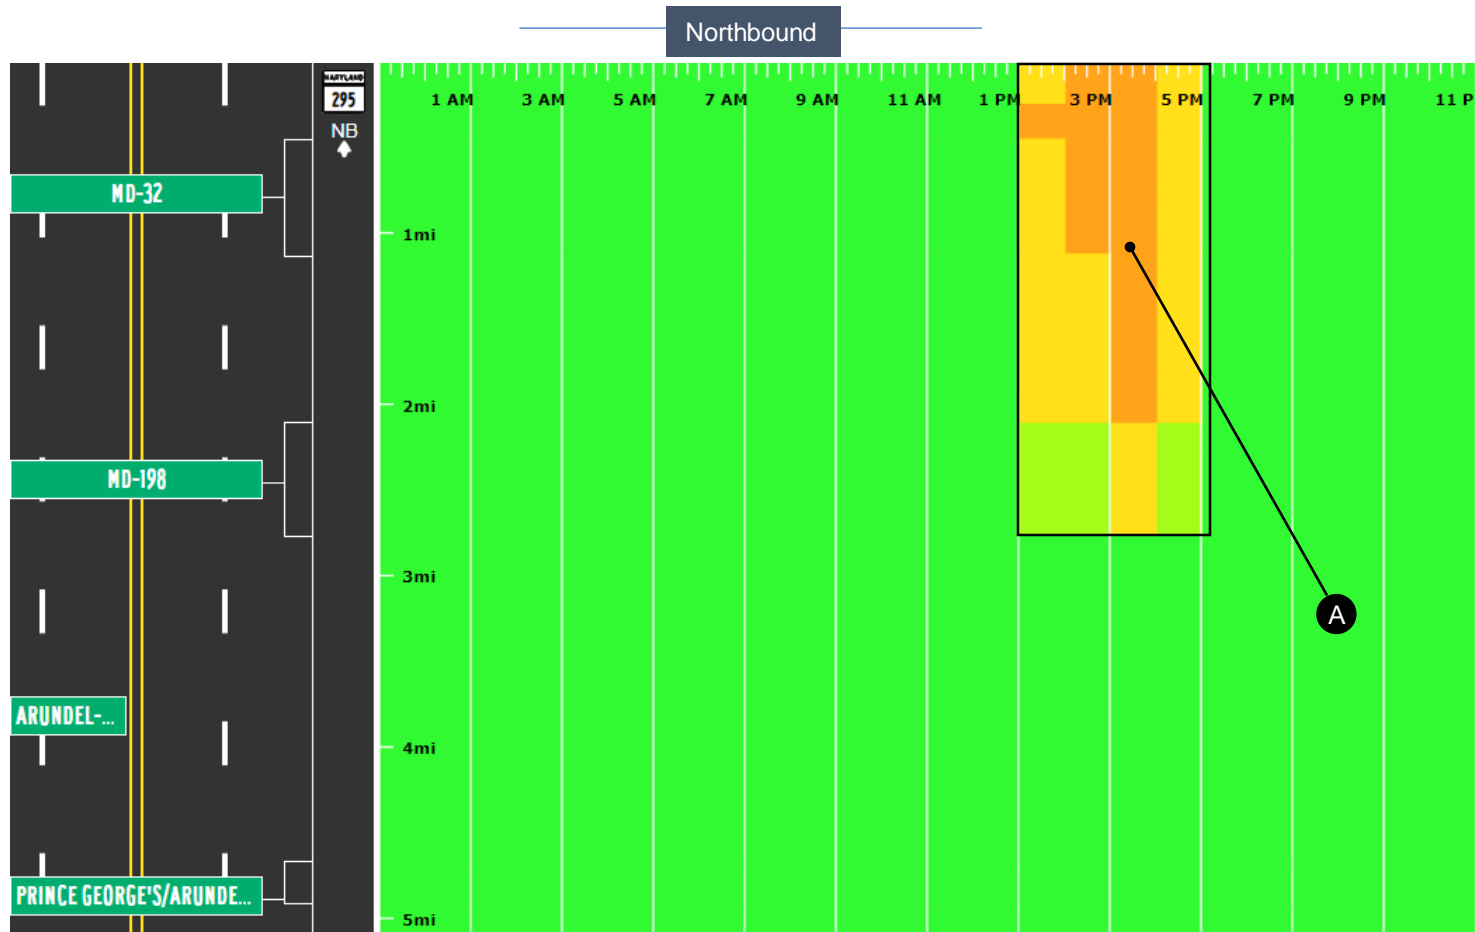 Northbound
MARYLAND
295
NB
1 AM 3 AM 5 AM 7 AM 9 AM 11 AM 1 PM 3 PM 5 PM 7 PM 9 PM 11 P
MD-32
1mi
2mi
MD-198
3mi
A
ARUNDEL-...
4mi
PRINCE GEORGE'S/ARUNDE...
5mi